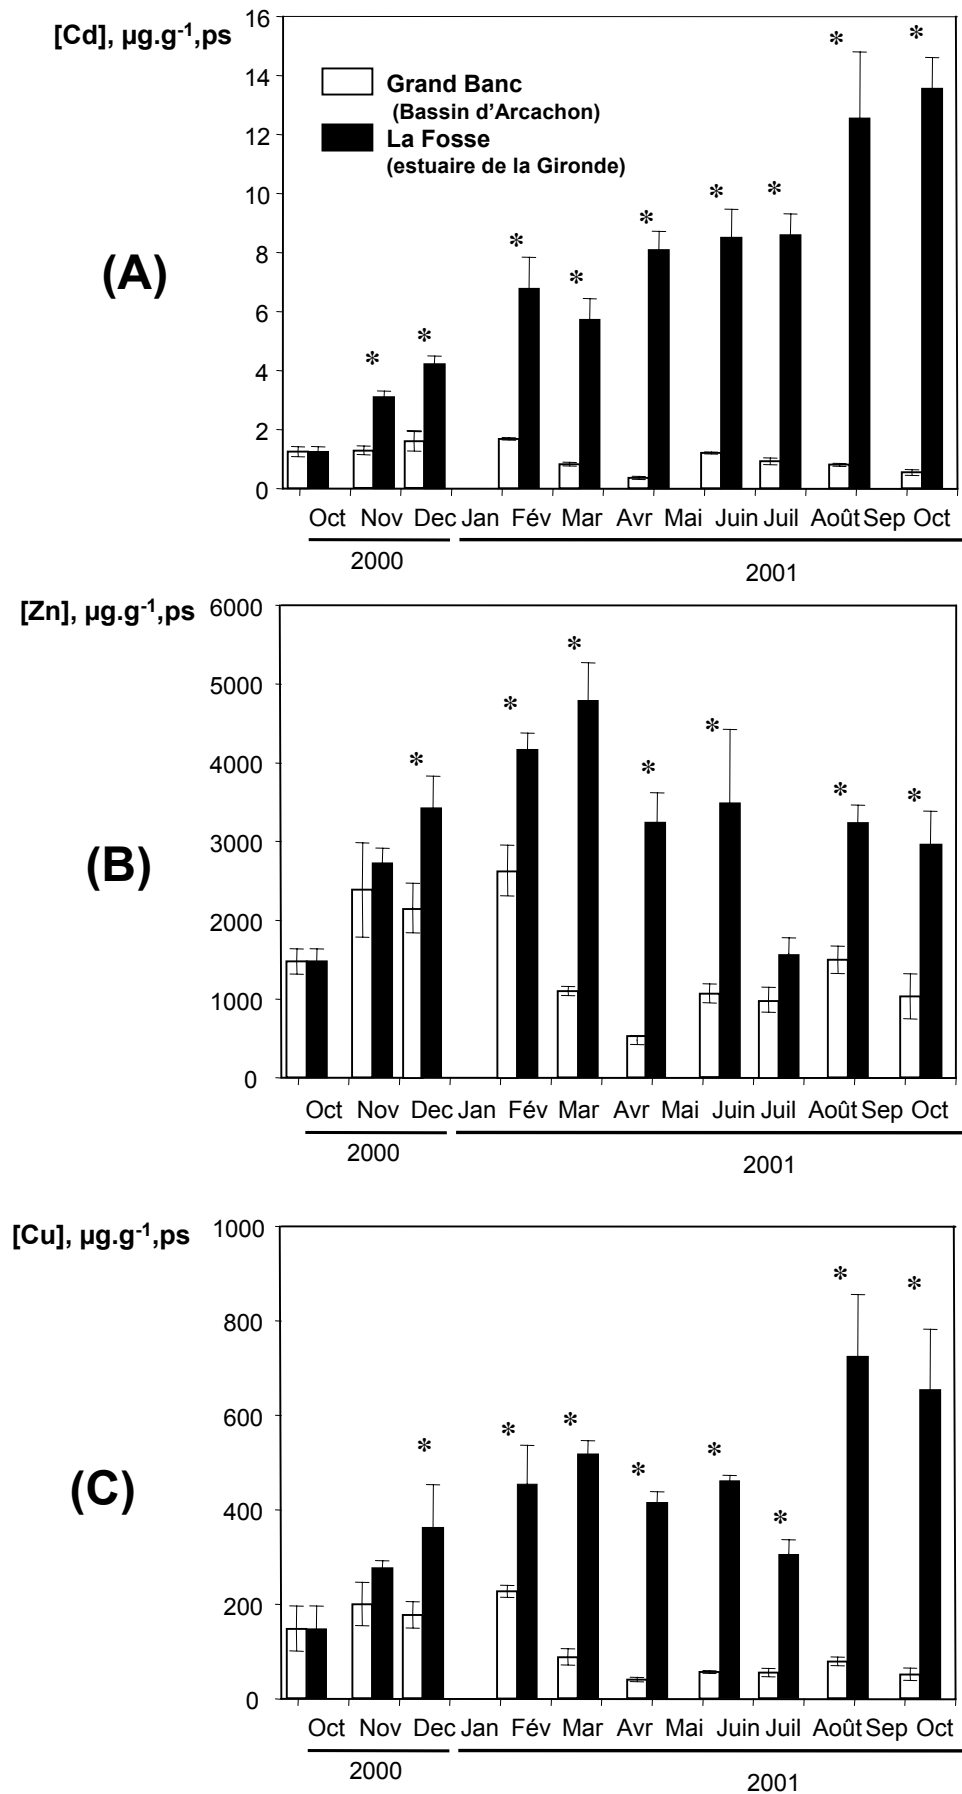 [Cd], µg.g-1,ps
16
14
12
10
8
6
4
2
0
Grand Banc
(Bassin d'Arcachon)
La Fosse
(estuaire de la Gironde)
* * * * * * * * *
(A)
Oct Nov Dec Jan Fév Mar Avr Mai Juin Juil Août Sep Oct
2000 2001
[Zn], µg.g-1,ps
6000
5000
4000
3000
2000
1000
0
* * * * * * *
(B)
Oct Nov Dec Jan Fév Mar Avr Mai Juin Juil Août Sep Oct
2000 2001
[Cu], µg.g-1,ps
1000
800
600
400
200
0
* * * * * * * *
(C)
Oct Nov Dec Jan Fév Mar Avr Mai Juin Juil Août Sep Oct
2000 2001